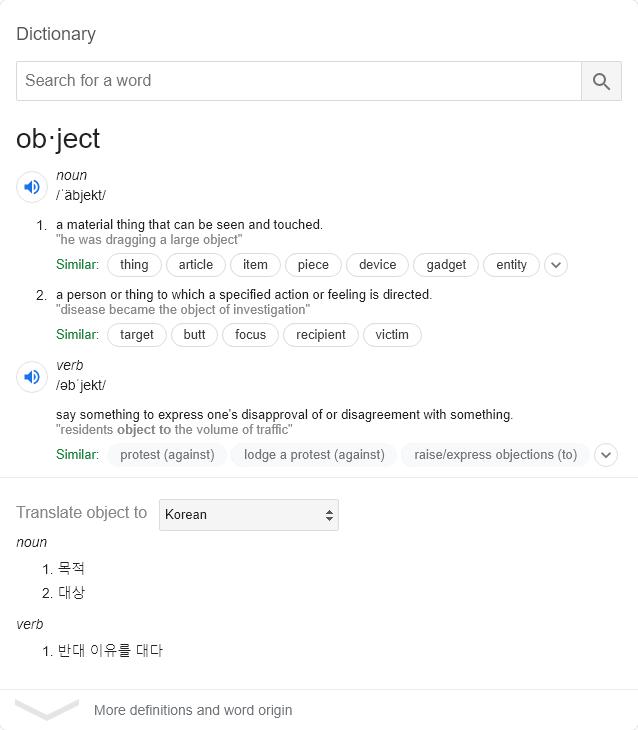 Dictionary
Search for a word
ob·ject
noun
/ˈäbjekt/
1. a material thing that can be seen and touched.
"he was dragging a large object"
Similar: thing article item piece device gadget entity
2. a person or thing to which a specified action or feeling is directed.
"disease became the object of investigation"
Similar: target butt focus recipient victim
verb
/əbˈjekt/
say something to express one's disapproval of or disagreement with something.
"residents object to the volume of traffic"
Similar: protest (against) lodge a protest (against) raise/express objections (to)
Translate object to Korean
noun
1. 목적
2. 대상
verb
1. 반대 이유를 대다
More definitions and word origin